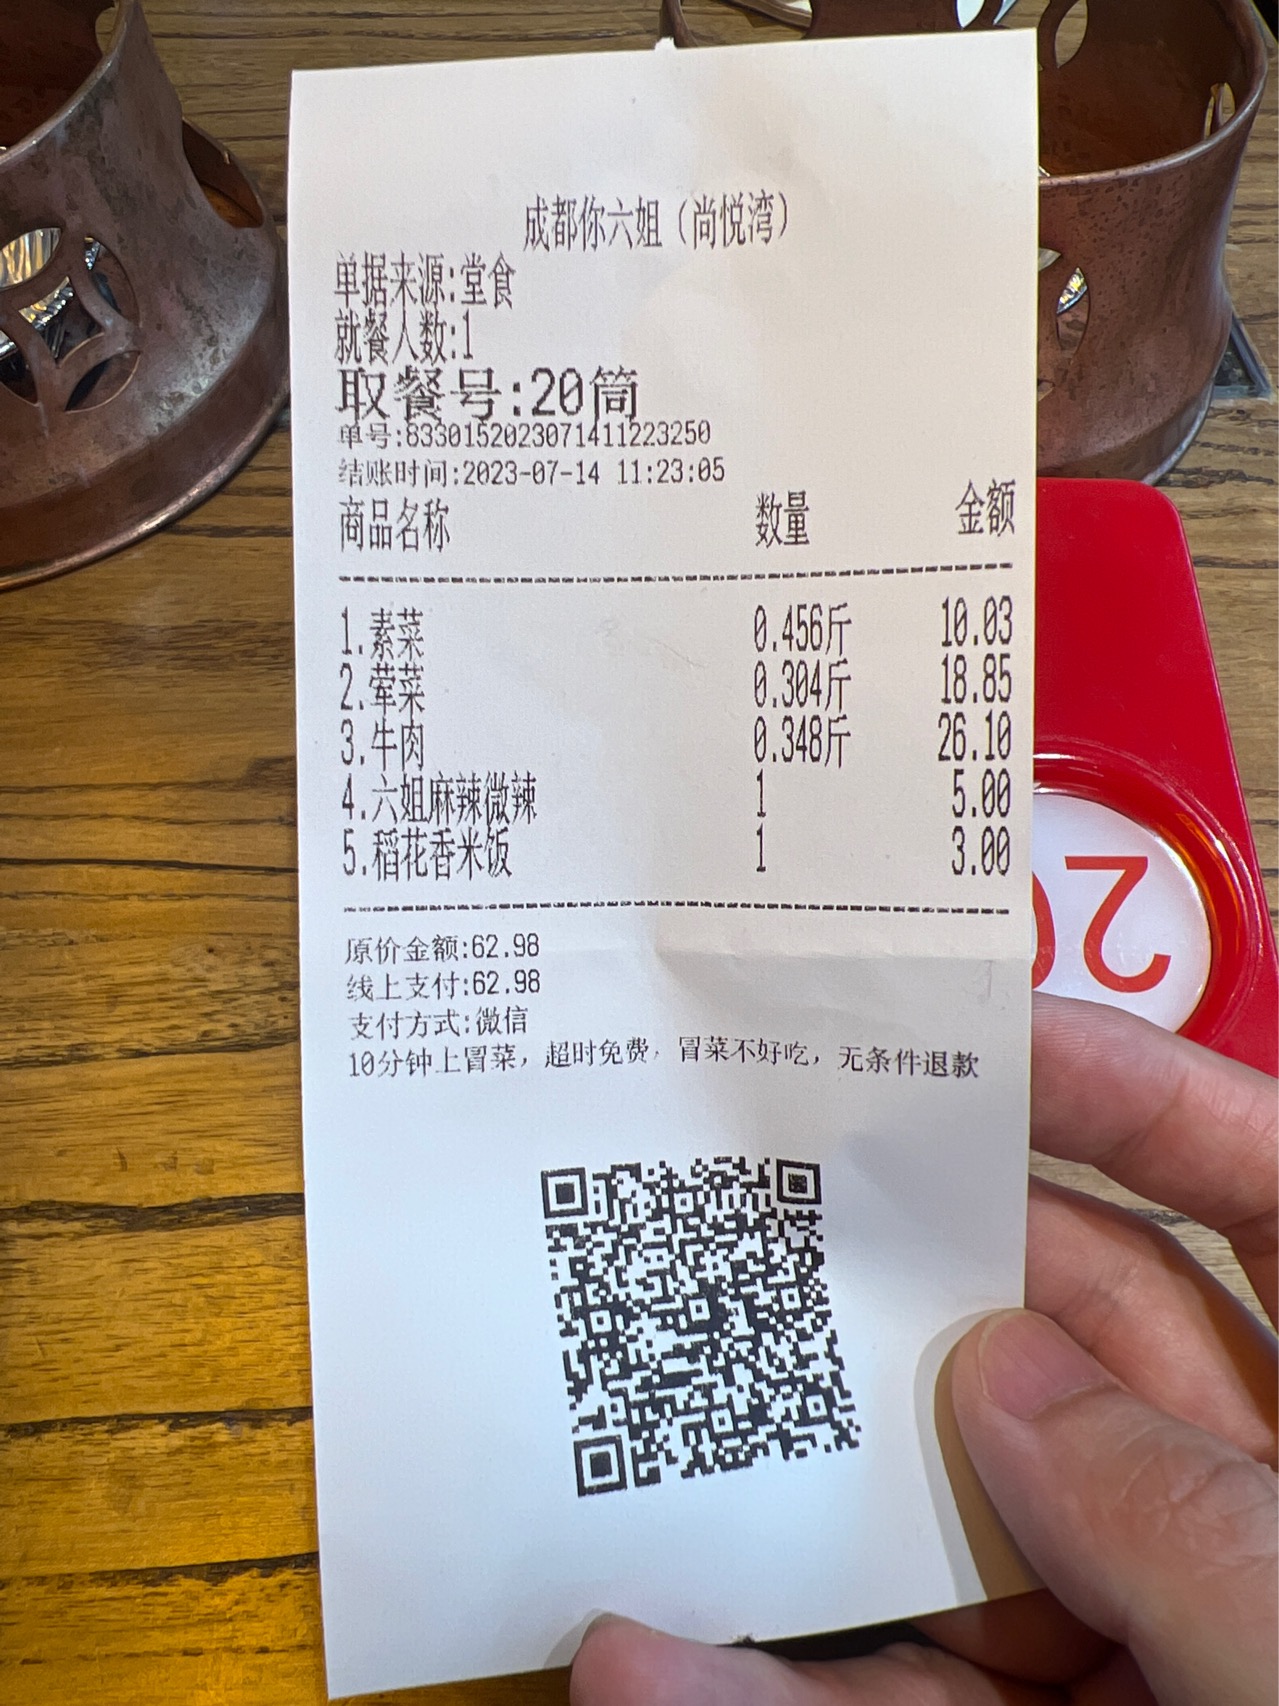 成都你六姐（尚悦湾）
单据来源:堂食
就餐人数:1
取餐号:20筒
单号:8330152023071411223250
结账时间:2023-07-14 11:23:05
商品名称 数量 金额
1.素菜 0.456斤 10.03
2.荤菜 0.304斤 18.85
3.牛肉 0.348斤 26.10
4.六姐麻辣微辣 1 5.00
5.稻花香米饭 1 3.00
原价金额:62.98
线上支付:62.98
支付方式:微信
10分钟上冒菜，超时免费，冒菜不好吃，无条件退款
20